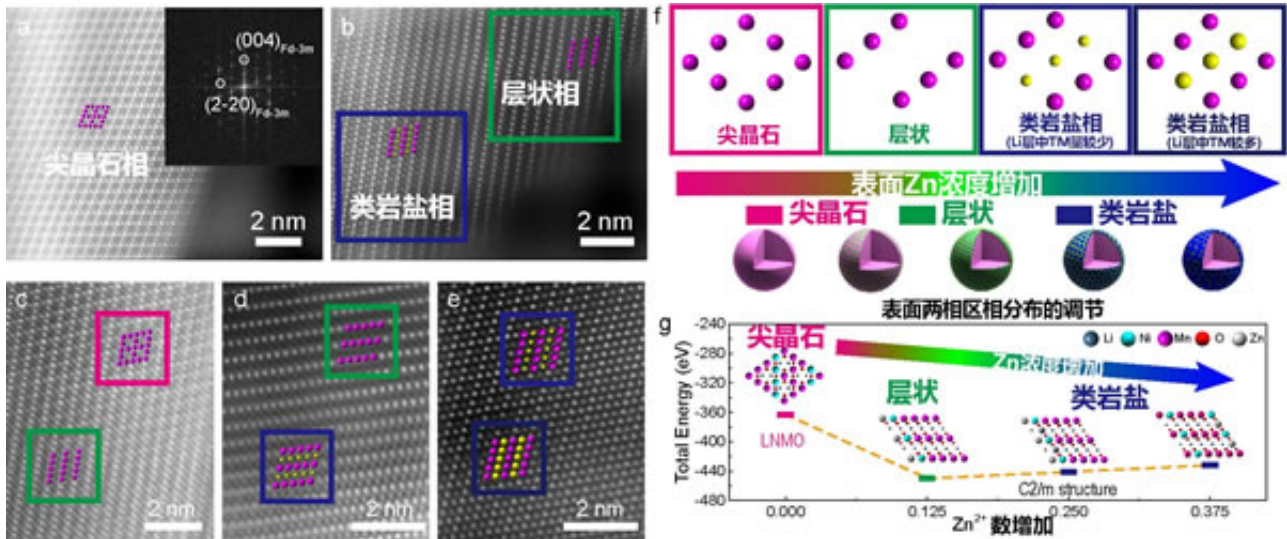 a
(004)Fd-3m
(2-20)Fd-3m
尖晶石相
2 nm
b
层状相
类岩盐相
2 nm
c
2 nm
d
2 nm
e
2 nm
f
尖晶石
层状
类岩盐相
(Li层中TM量较少)
类岩盐相
(Li层中TM较多)
表面Zn浓度增加
尖晶石
层状
类岩盐
表面两相区相分布的调节
g
Total Energy (eV)
-240
-280
-320
-360
-400
-440
-480
尖晶石
Li Ni Mn O Zn
Zn浓度增加
层状
类岩盐
LNMO
C2/m structure
0.000
0.125
0.250
0.375
Zn²⁺ 数增加